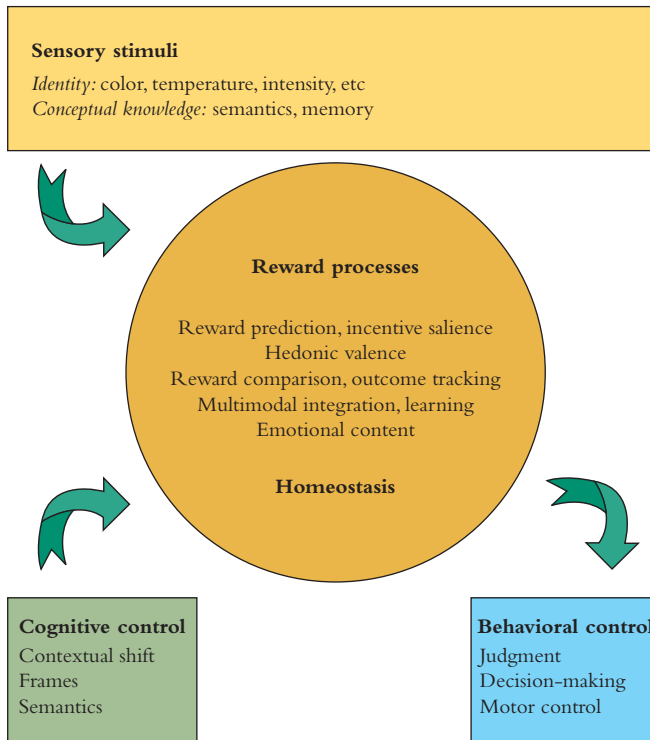 Sensory stimuli
Identity: color, temperature, intensity, etc
Conceptual knowledge: semantics, memory
Reward processes
Reward prediction, incentive salience
Hedonic valence
Reward comparison, outcome tracking
Multimodal integration, learning
Emotional content
Homeostasis
Cognitive control
Contextual shift
Frames
Semantics
Behavioral control
Judgment
Decision-making
Motor control